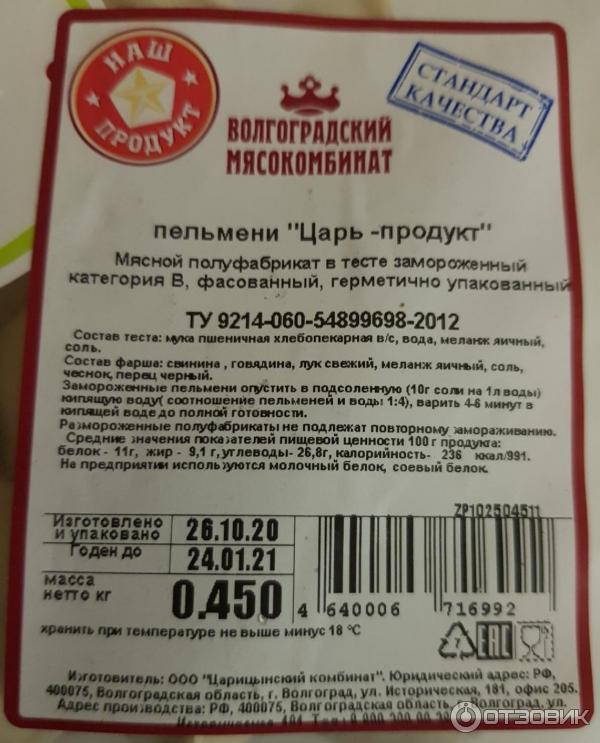 НАШ
ПРОДУКТ
СТАНДАРТ
КАЧЕСТВА
ВОЛГОГРАДСКИЙ
МЯСОКОМБИНАТ
пельмени "Царь -продукт"
Мясной полуфабрикат в тесте замороженный
категория В, фасованный, герметично упакованный
ТУ 9214-060-54899698-2012
Состав теста: мука пшеничная хлебопекарная в/с, вода, меланж яичный,
соль.
Состав фарша: свинина , говядина, лук свежий, меланж яичный, соль,
чеснок, перец черный.
Замороженные пельмени опустить в подсоленную (10г соли на 1л воды)
кипящую воду( соотношение пельменей и воды 1:4), варить 4-6 минут в
кипящей воде до полной готовности.
Размороженные полуфабрикаты не подлежат повторному замораживанию.
Средние значения показателей пищевой ценности 100 г продукта:
белок - 11г, жир - 9,1 г,углеводы- 26,8г, калорийность- 236 ккал/991.
На предприятии используются молочный белок, соевый белок.
ZP102504511
Изготовлено
и упаковано 26.10.20
Годен до 24.01.21
масса
нетто кг 0.450
4 640006 716992
хранить при температуре не выше минус 18 °C
7 EAC
Изготовитель: ООО "Царицынский комбинат". Юридический адрес: РФ,
400075, Волгоградская область, г. Волгоград, ул. Историческая, 181, офис 205.
Адрес производства: РФ, 400075, Волгоградская область, г. Волгоград, ул.
Историческая
ОТЗОВИК